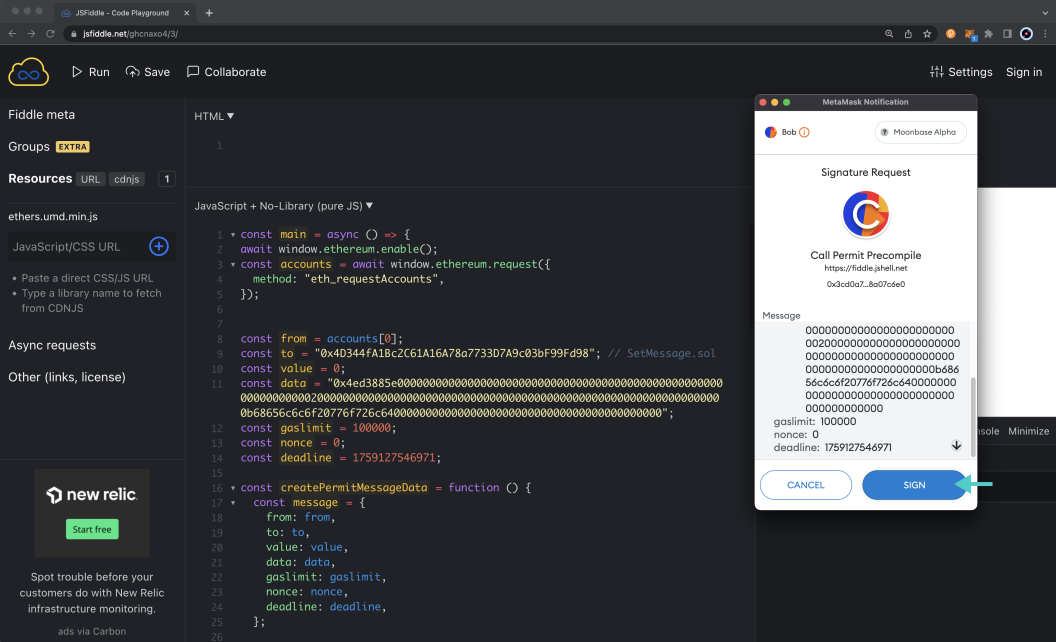 JSFiddle - Code Playground
jsfiddle.net/ghcnaxo4/3/
Run
Save
Collaborate
Settings
Sign in
Fiddle meta
Groups EXTRA
Resources URL cdnjs 1
ethers.umd.min.js
JavaScript/CSS URL
• Paste a direct CSS/JS URL
• Type a library name to fetch
from CDNJS
Async requests
Other (links, license)
new relic.
Start free
Spot trouble before your
customers do with New Relic
infrastructure monitoring.
ads via Carbon
HTML ▼
1
JavaScript + No-Library (pure JS) ▼
1 const main = async () => {
2 await window.ethereum.enable();
3 const accounts = await window.ethereum.request({
4 method: "eth_requestAccounts",
5 });
6
7
8 const from = accounts[0];
9 const to = "0x4D344fA1Bc2C61A16A78a7733D7A9c03bF99Fd98"; // SetMessage.sol
10 const value = 0;
12 const gaslimit = 100000;
13 const nonce = 0;
14 const deadline = 1759127546971;
15
16 const createPermitMessageData = function () {
17 const message = {
18 from: from,
19 to: to,
20 value: value,
21 data: data,
22 gaslimit: gaslimit,
23 nonce: nonce,
24 deadline: deadline,
25 };
26
MetaMask Notification
Bob
? Moonbase Alpha
Signature Request
Call Permit Precompile
https://fiddle.jshell.net
0x3cd0a7...8a07c6e0
Message
gaslimit: 100000
nonce: 0
deadline: 1759127546971
CANCEL
SIGN
Minimize